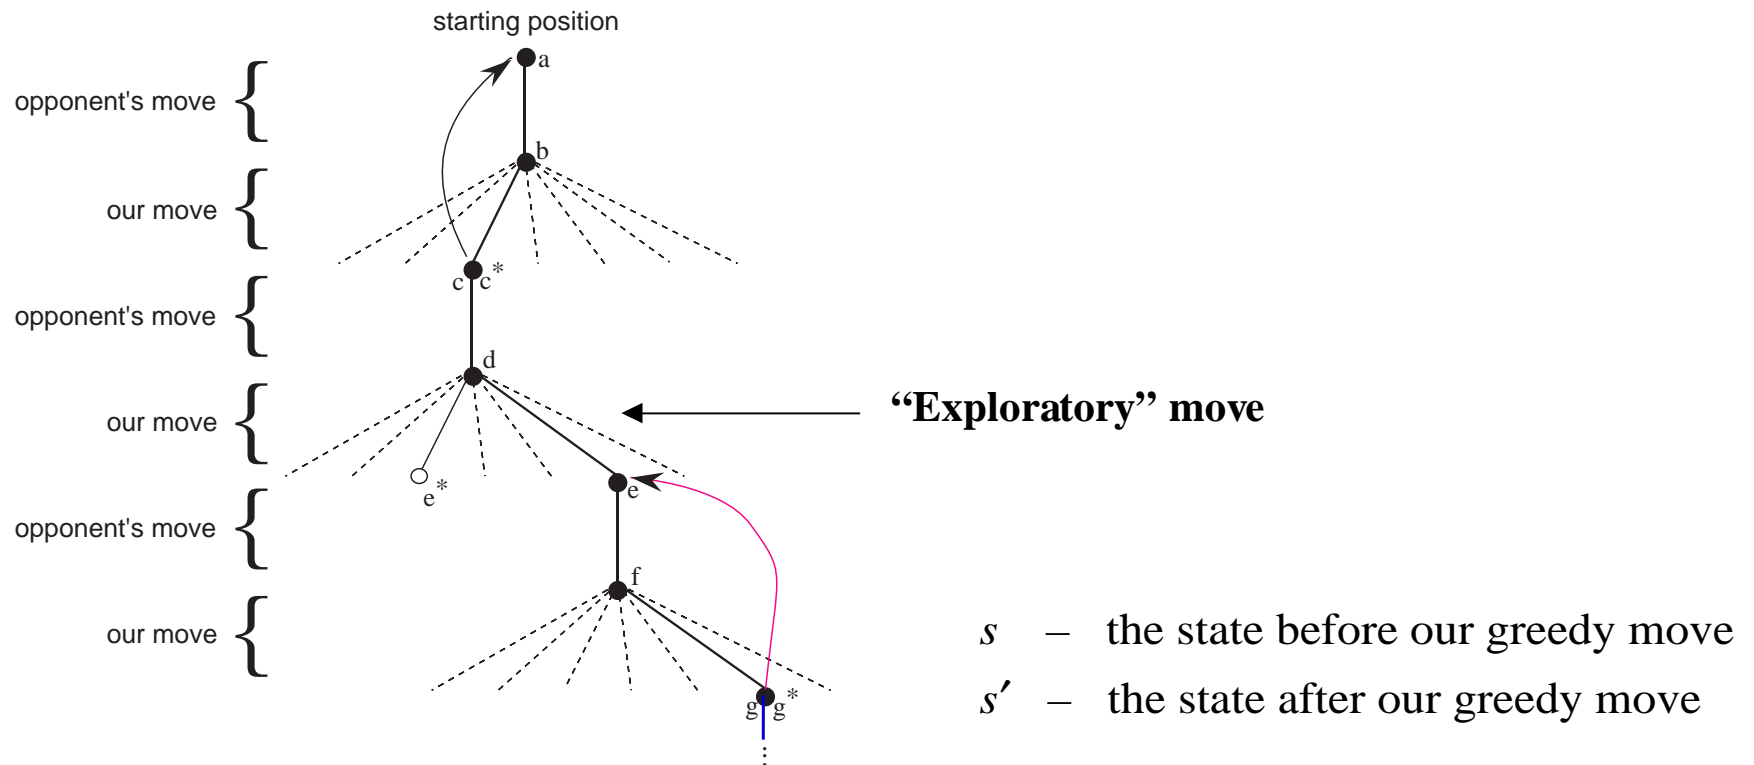 starting position
a
opponent's move {
b
our move {
c c*
opponent's move {
d
our move {
“Exploratory” move
e*
e
opponent's move {
f
our move {
s – the state before our greedy move
g g*
s′ – the state after our greedy move
⋮